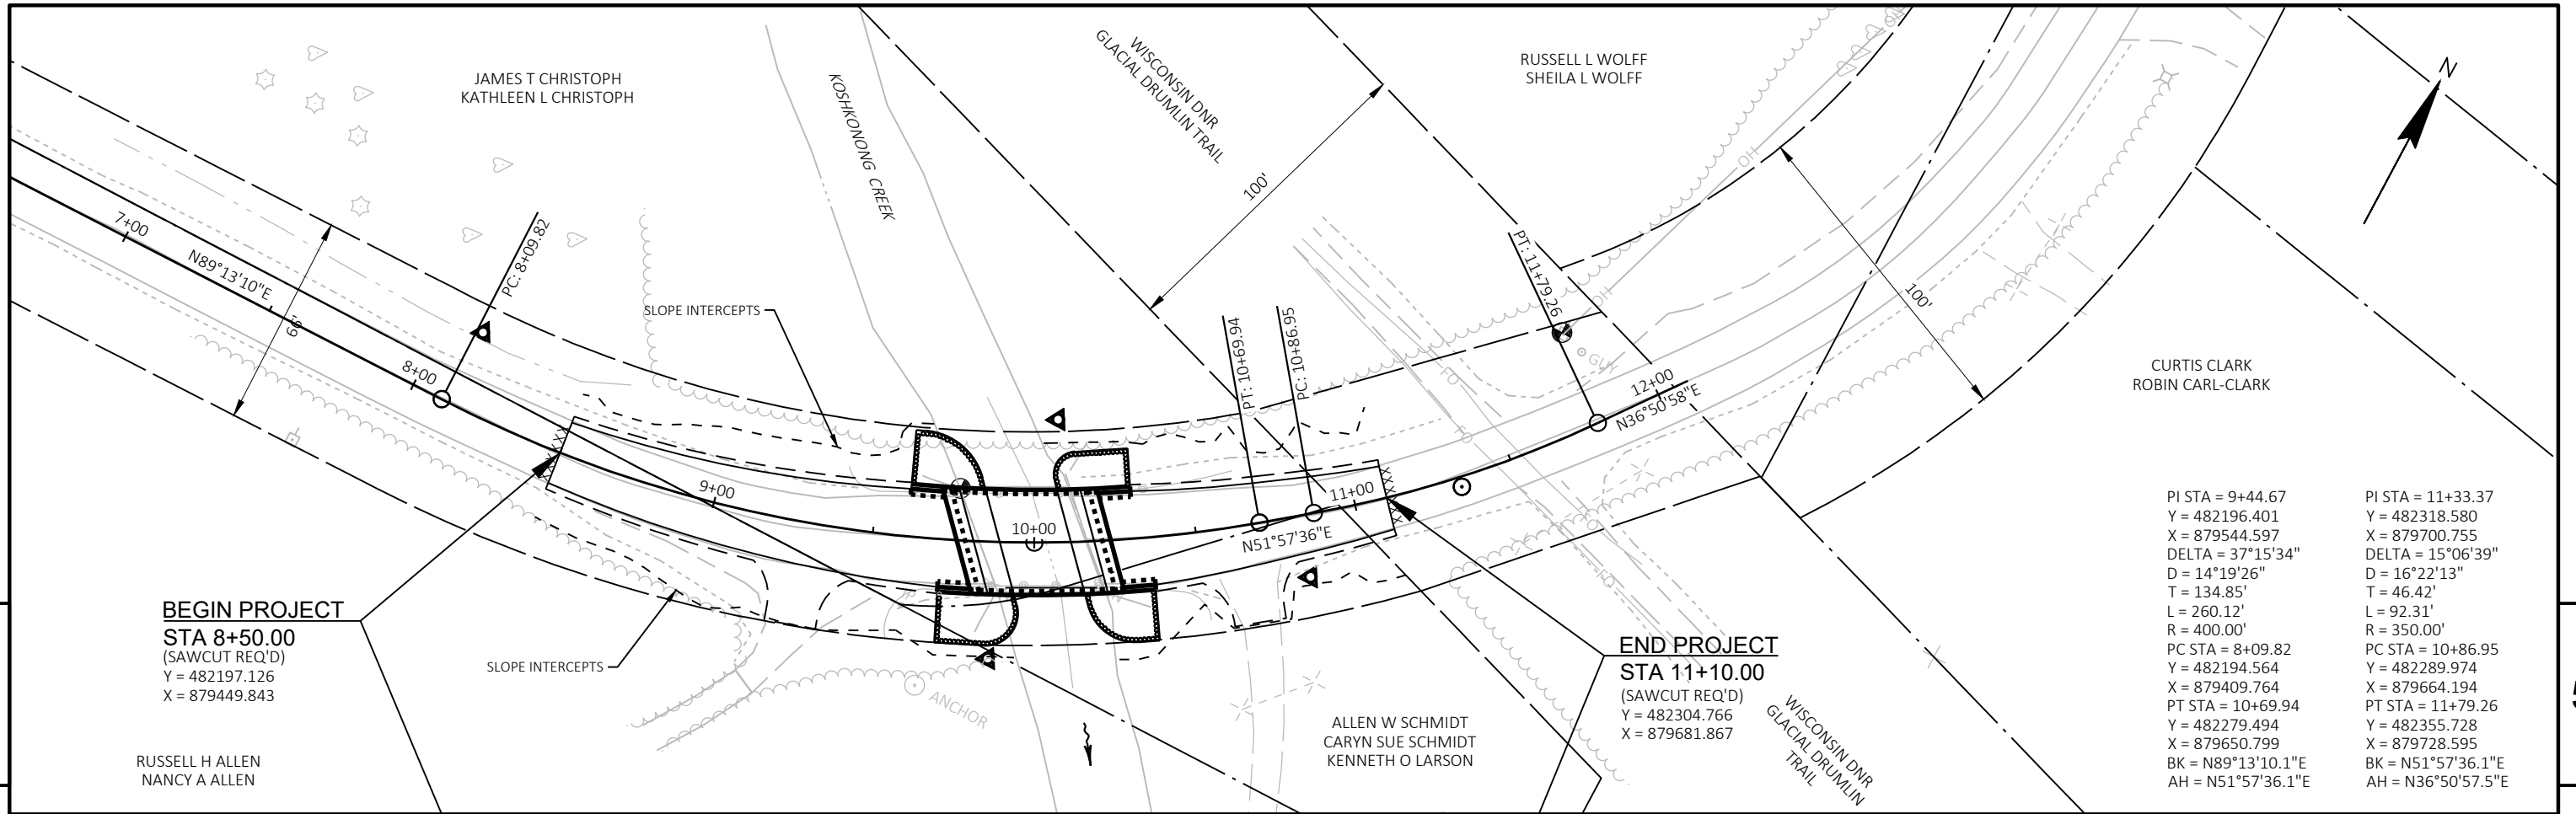 JAMES T CHRISTOPH
KATHLEEN L CHRISTOPH
KOSHKONONG CREEK
WISCONSIN DNR
GLACIAL DRUMLIN TRAIL
100'
RUSSELL L WOLFF
SHEILA L WOLFF
OH
OH
N
7+00
N89°13'10"E
66'
8+00
PC: 8+09.82
SLOPE INTERCEPTS
9+00
10+00
PT: 10+69.94
PC: 10+86.95
N51°57'36"E
11+00
PT: 11+79.26
OH
GUY
FO
FO
FO
FO
12+00
N36°50'58"E
100'
CURTIS CLARK
ROBIN CARL-CLARK
BEGIN PROJECT
STA 8+50.00
(SAWCUT REQ'D)
Y = 482197.126
X = 879449.843
SLOPE INTERCEPTS
RUSSELL H ALLEN
NANCY A ALLEN
ANCHOR
ALLEN W SCHMIDT
CARYN SUE SCHMIDT
KENNETH O LARSON
END PROJECT
STA 11+10.00
(SAWCUT REQ'D)
Y = 482304.766
X = 879681.867
WISCONSIN DNR
GLACIAL DRUMLIN
TRAIL
PI STA = 9+44.67
Y = 482196.401
X = 879544.597
DELTA = 37°15'34"
D = 14°19'26"
T = 134.85'
L = 260.12'
R = 400.00'
PC STA = 8+09.82
Y = 482194.564
X = 879409.764
PT STA = 10+69.94
Y = 482279.494
X = 879650.799
BK = N89°13'10.1"E
AH = N51°57'36.1"E
PI STA = 11+33.37
Y = 482318.580
X = 879700.755
DELTA = 15°06'39"
D = 16°22'13"
T = 46.42'
L = 92.31'
R = 350.00'
PC STA = 10+86.95
Y = 482289.974
X = 879664.194
PT STA = 11+79.26
Y = 482355.728
X = 879728.595
BK = N51°57'36.1"E
AH = N36°50'57.5"E